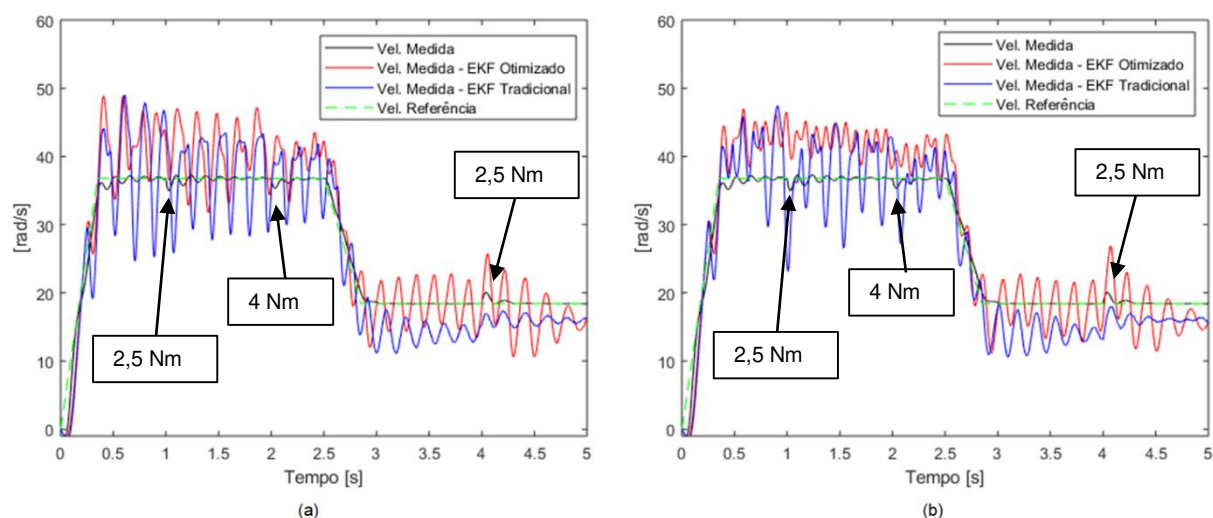 60
50
40
30
20
10
0
[rad/s]
Vel. Medida
Vel. Medida - EKF Otimizado
Vel. Medida - EKF Tradicional
Vel. Referência
2,5 Nm
4 Nm
2,5 Nm
0 0.5 1 1.5 2 2.5 3 3.5 4 4.5 5
Tempo [s]
(a)
60
50
40
30
20
10
0
[rad/s]
Vel. Medida
Vel. Medida - EKF Otimizado
Vel. Medida - EKF Tradicional
Vel. Referência
2,5 Nm
4 Nm
2,5 Nm
0 0.5 1 1.5 2 2.5 3 3.5 4 4.5 5
Tempo [s]
(b)